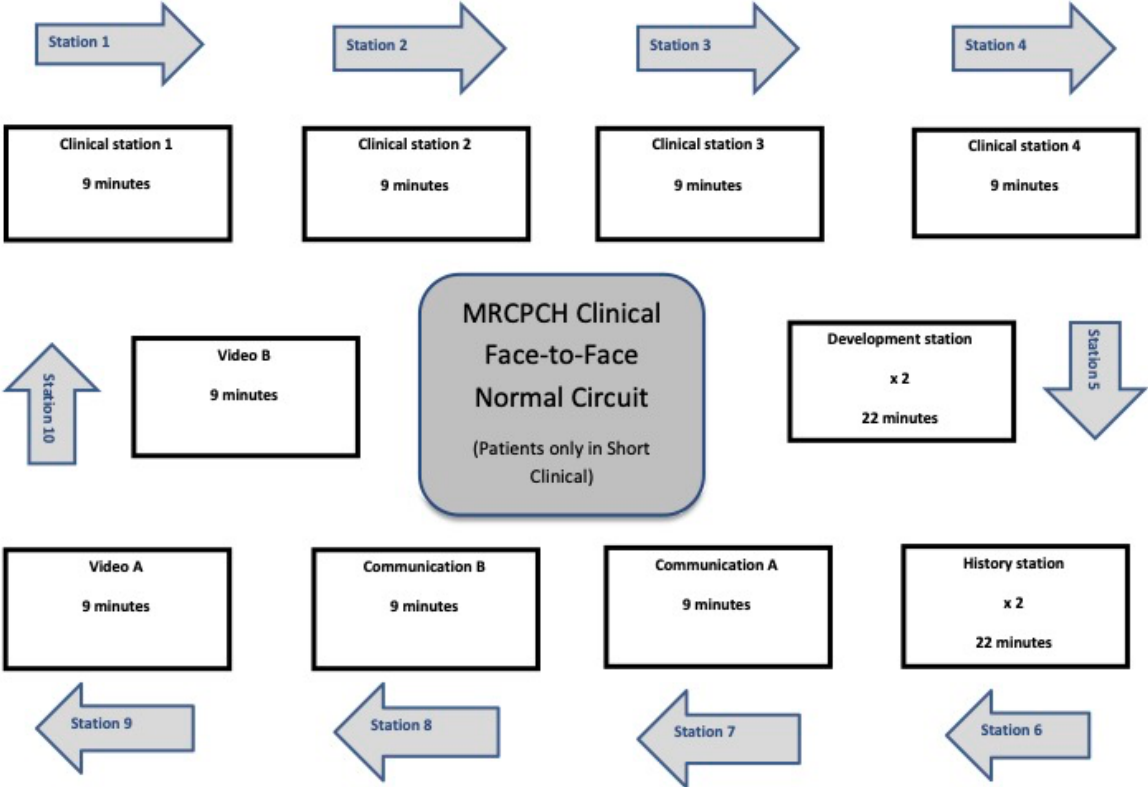 Station 1
Station 2
Station 3
Station 4
Clinical station 1
9 minutes
Clinical station 2
9 minutes
Clinical station 3
9 minutes
Clinical station 4
9 minutes
MRCPCH Clinical
Face-to-Face
Normal Circuit
(Patients only in Short
Clinical)
Development station
x 2
22 minutes
Station 5
History station
x 2
22 minutes
Station 6
Communication A
9 minutes
Station 7
Communication B
9 minutes
Station 8
Video A
9 minutes
Station 9
Video B
9 minutes
Station 10